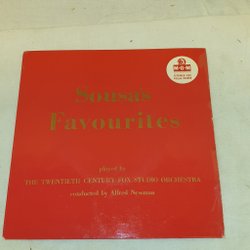 Sousa's
Favourites
played by
THE TWENTIETH CENTURY-FOX STUDIO ORCHESTRA
conducted by Alfred Newman